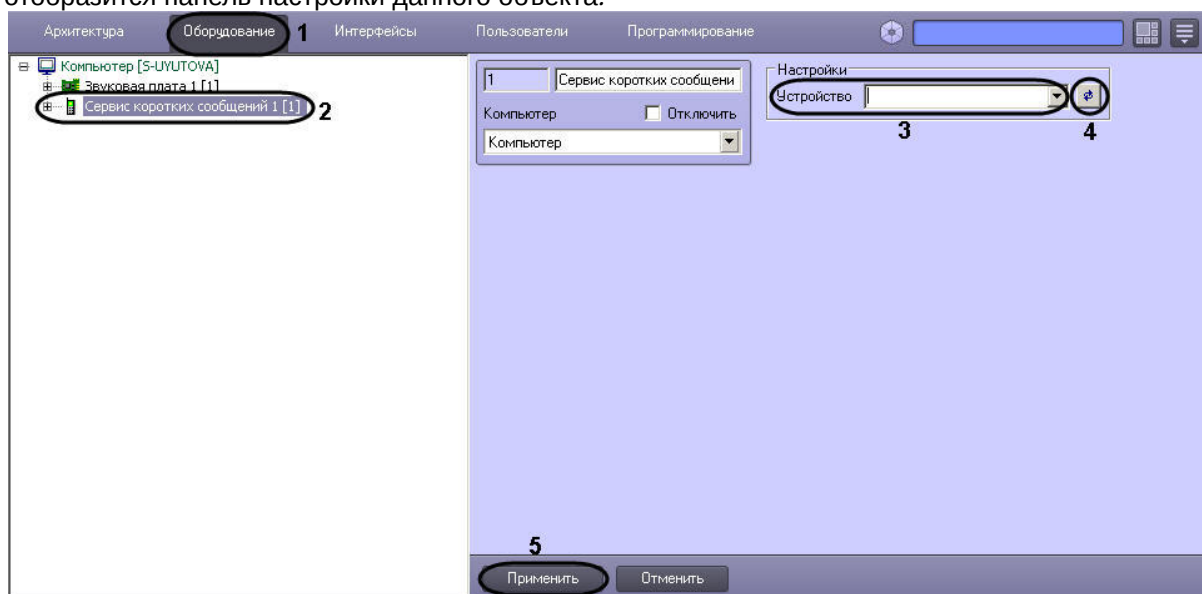 отобразится панель настройки данного объекта.
Архитектура Оборудование 1 Интерфейсы Пользователи Программирование
Компьютер [S-UYUTOVA]
Звуковая плата 1 [1]
Сервис коротких сообщений 1 [1] 2
1 Сервис коротких сообщени
Компьютер Отключить
Компьютер
Настройки
Устройство
3 4
5
Применить Отменить